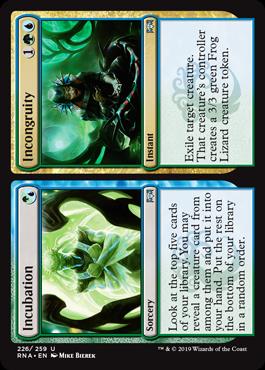 Incubation
Sorcery
Look at the top five cards
of your library. You may
reveal a creature card from
among them and put it into
your hand. Put the rest on
the bottom of your library
in a random order.
Incongruity
1
Instant
Exile target creature.
That creature's controller
creates a 3/3 green Frog
Lizard creature token.
226/259 U
RNA • EN Mike Bierek
™ & © 2019 Wizards of the Coast